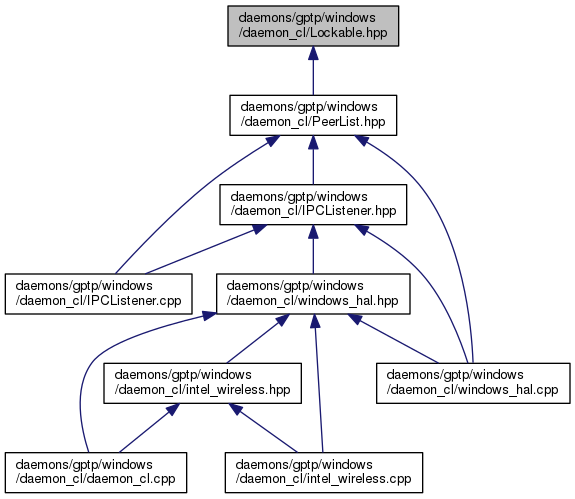 daemons/gptp/windows
/daemon_cl/Lockable.hpp
daemons/gptp/windows
/daemon_cl/PeerList.hpp
daemons/gptp/windows
/daemon_cl/IPCListener.hpp
daemons/gptp/windows
/daemon_cl/IPCListener.cpp
daemons/gptp/windows
/daemon_cl/windows_hal.hpp
daemons/gptp/windows
/daemon_cl/intel_wireless.hpp
daemons/gptp/windows
/daemon_cl/windows_hal.cpp
daemons/gptp/windows
/daemon_cl/daemon_cl.cpp
daemons/gptp/windows
/daemon_cl/intel_wireless.cpp